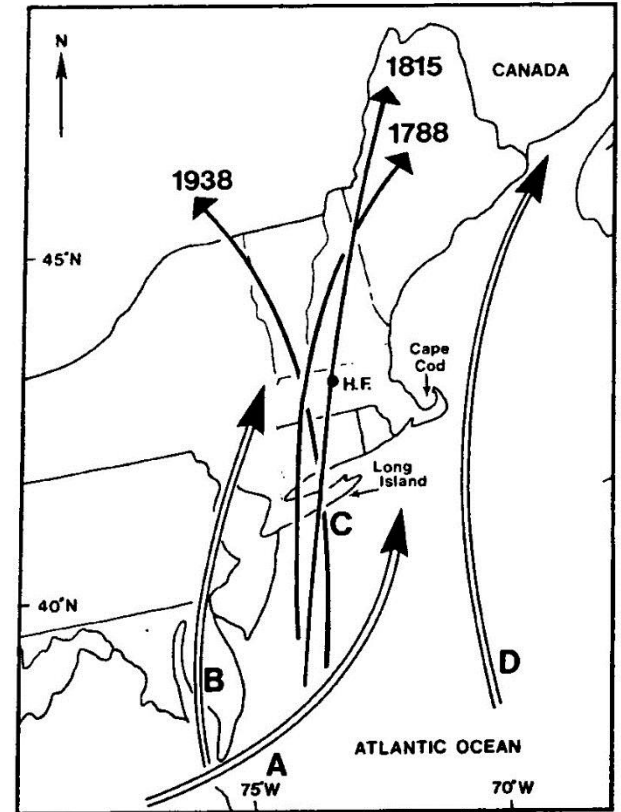 N
1815
CANADA
1788
1938
45°N
Cape
Cod
H.F.
Long
Island
C
40°N
B
D
A
ATLANTIC OCEAN
75°W
70°W